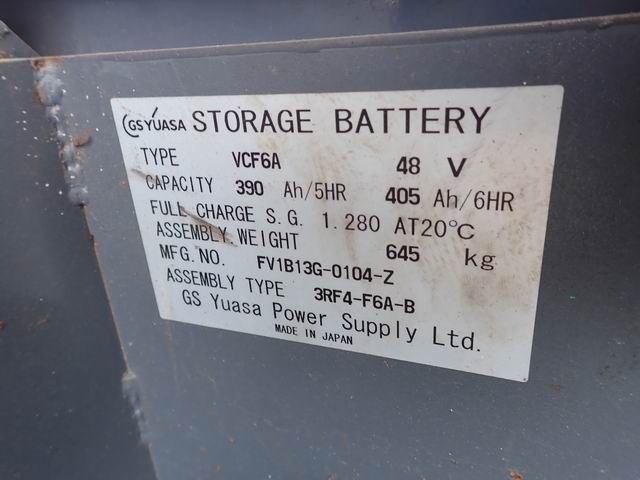 GS YUASA STORAGE BATTERY
TYPE VCF6A 48 V
CAPACITY 390 Ah/5HR 405 Ah/6HR
FULL CHARGE S.G. 1.280 AT20℃
ASSEMBLY WEIGHT 645 kg
MFG.NO. FV1B13G-0104-Z
ASSEMBLY TYPE 3RF4-F6A-B
GS Yuasa Power Supply Ltd.
MADE IN JAPAN